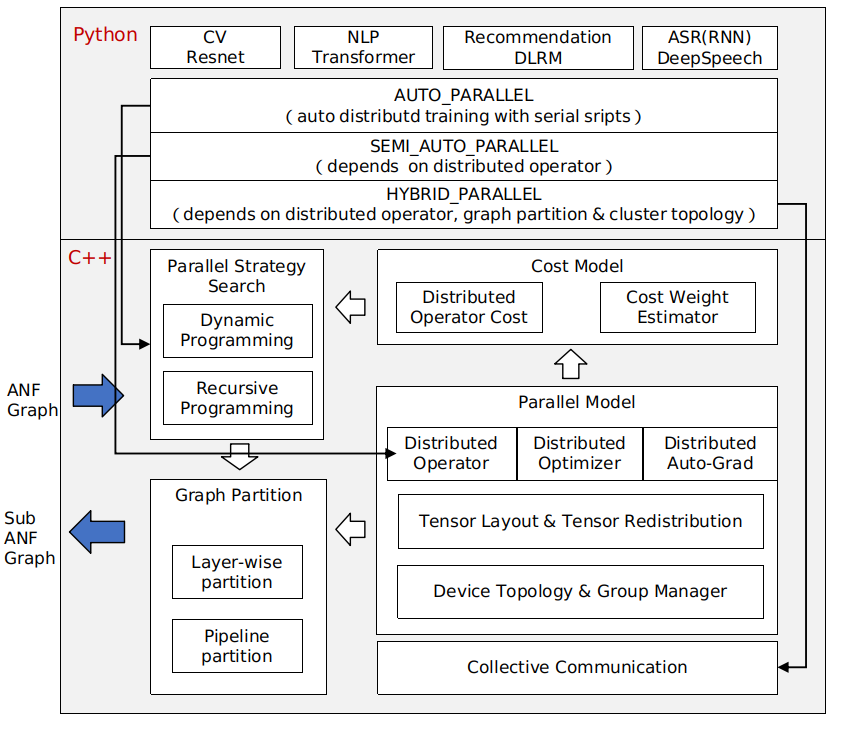 Python
CV
Resnet
NLP
Transformer
Recommendation
DLRM
ASR(RNN)
DeepSpeech
AUTO_PARALLEL
( auto distributd training with serial sripts )
SEMI_AUTO_PARALLEL
( depends on distributed operator )
HYBRID_PARALLEL
( depends on distributed operator, graph partition & cluster topology )
C++
Parallel Strategy
Search
Dynamic
Programming
Recursive
Programming
Cost Model
Distributed
Operator Cost
Cost Weight
Estimator
ANF
Graph
Parallel Model
Distributed
Operator
Distributed
Optimizer
Distributed
Auto-Grad
Tensor Layout & Tensor Redistribution
Device Topology & Group Manager
Sub
ANF
Graph
Graph Partition
Layer-wise
partition
Pipeline
partition
Collective Communication